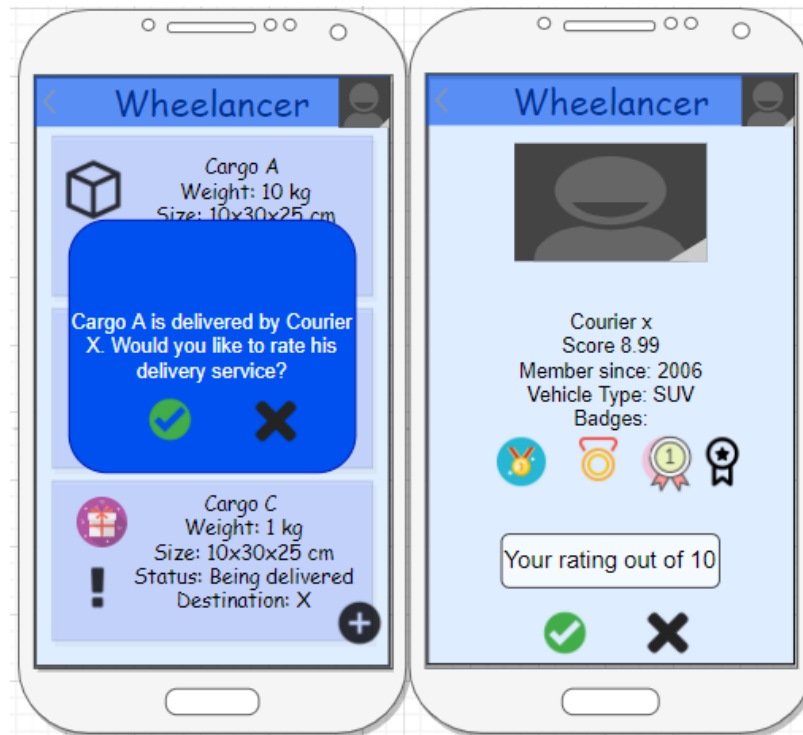 Wheelancer
Cargo A
Weight: 10 kg
Size: 10x30x25 cm
Cargo A is delivered by Courier
X. Would you like to rate his
delivery service?
Cargo C
Weight: 1 kg
Size: 10x30x25 cm
Status: Being delivered
Destination: X
Wheelancer
Courier x
Score 8.99
Member since: 2006
Vehicle Type: SUV
Badges:
1
Your rating out of 10